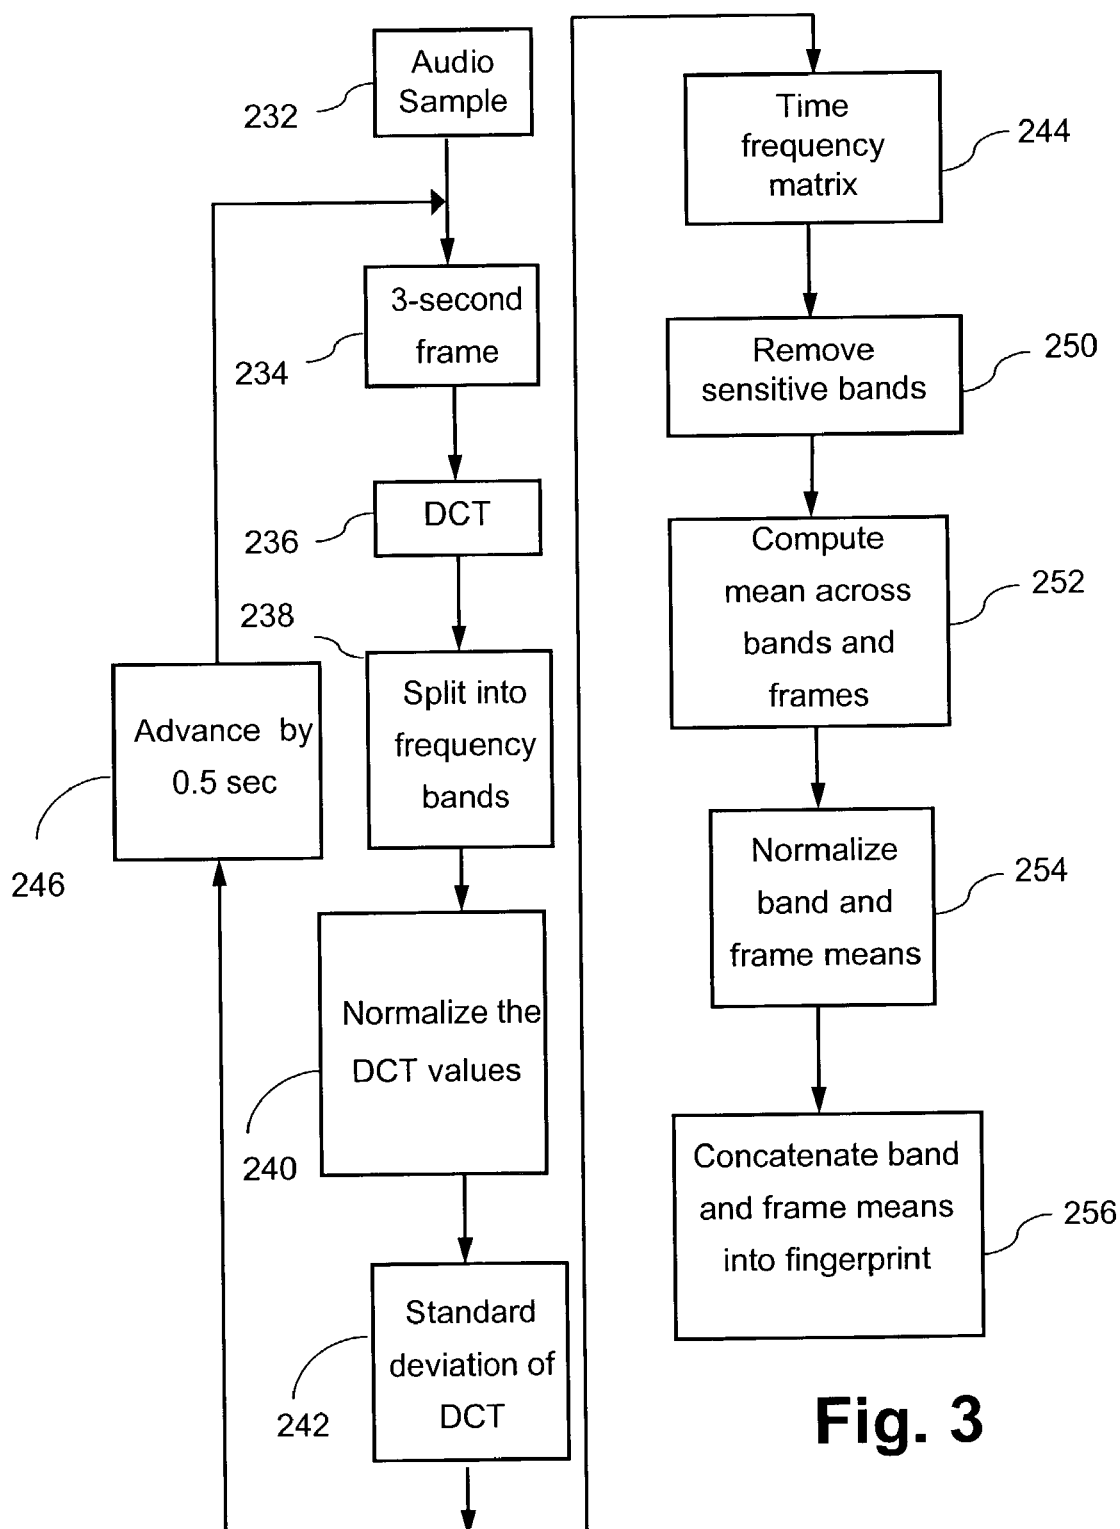 Audio
Sample
232
3-second
frame
234
DCT
236
238
Split into
frequency
bands
Advance by
0.5 sec
246
Normalize the
DCT values
240
Standard
deviation of
DCT
242
Time
frequency
matrix
244
Remove
sensitive bands
250
Compute
mean across
bands and
frames
252
Normalize
band and
frame means
254
Concatenate band
and frame means
into fingerprint
256
Fig. 3